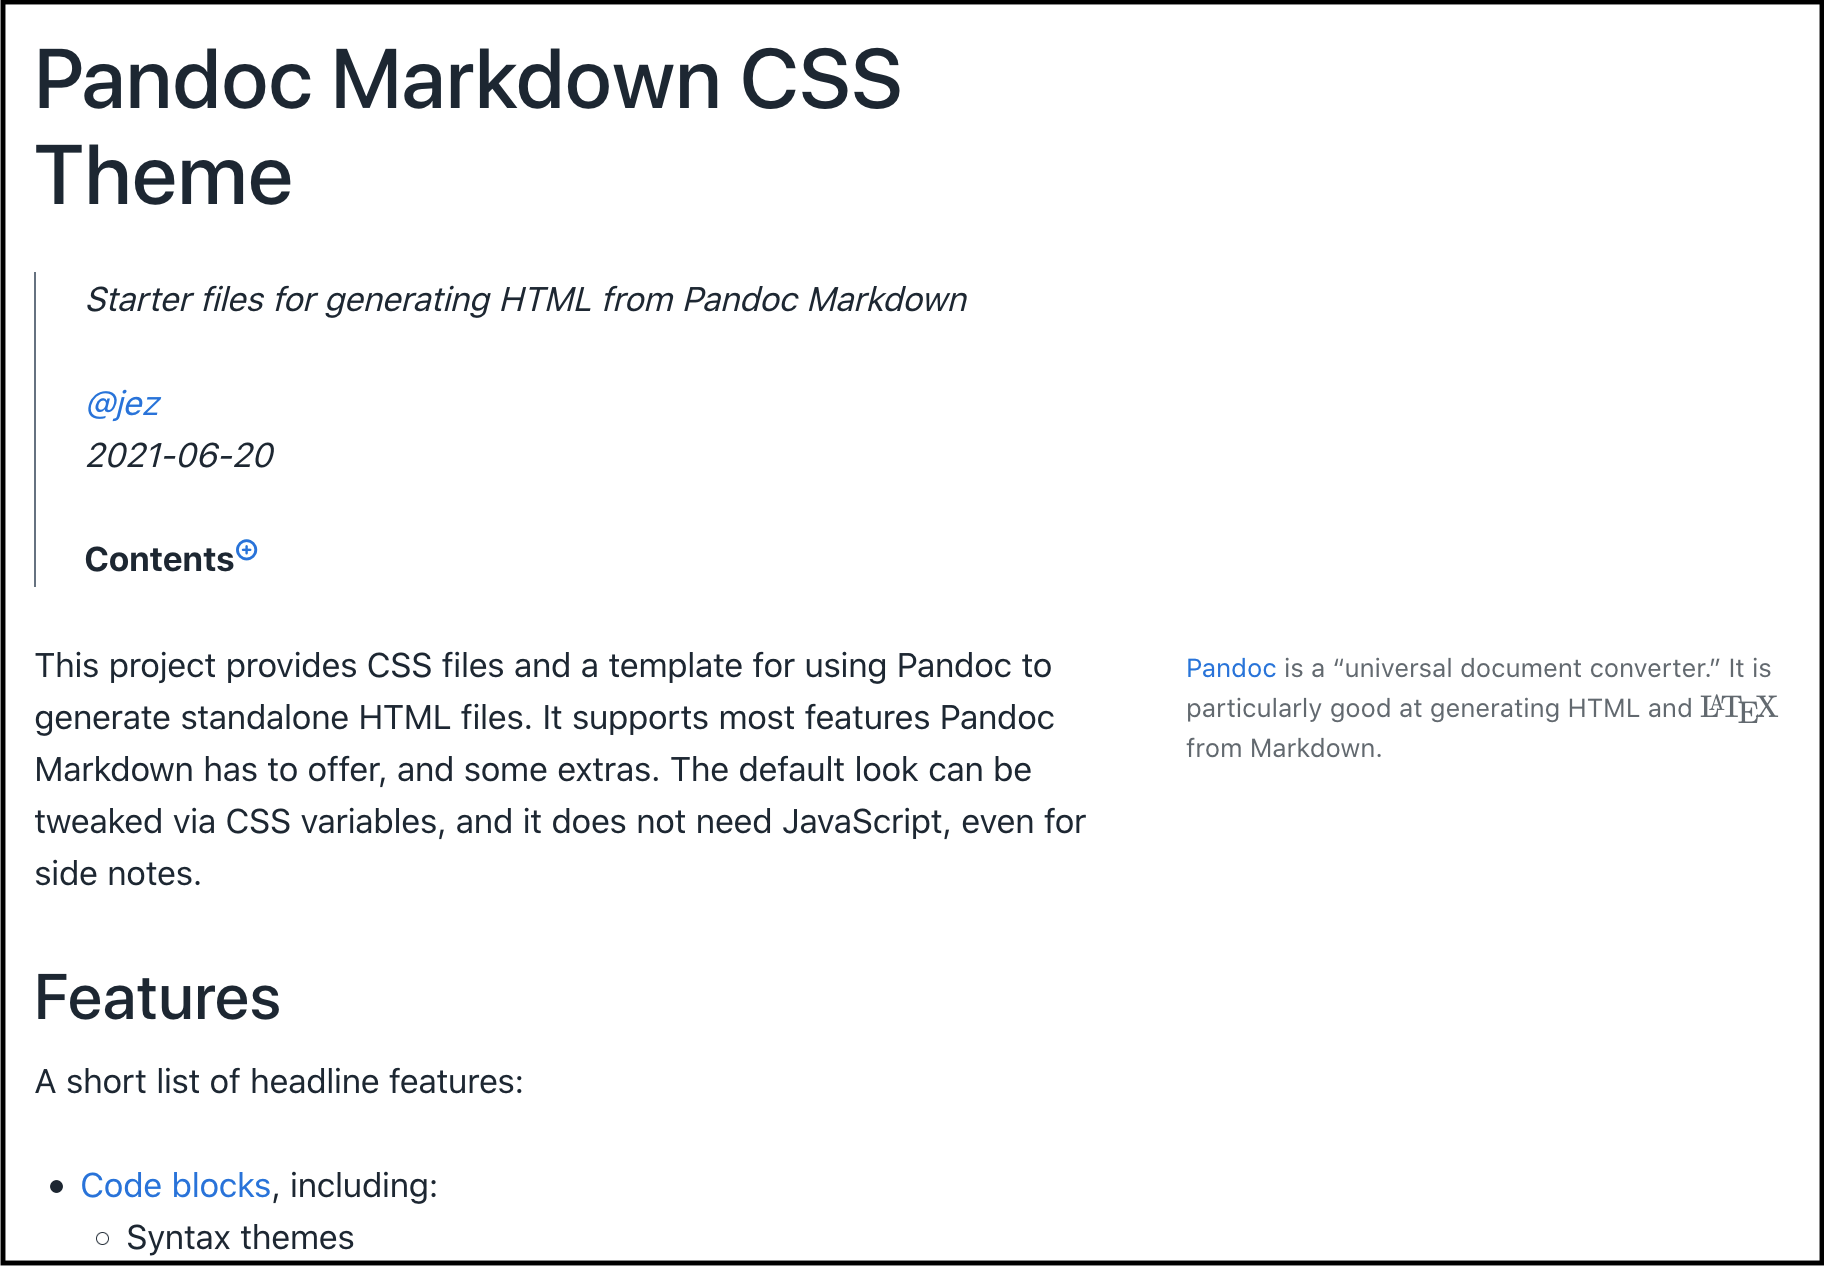 Pandoc Markdown CSS
Theme
Starter files for generating HTML from Pandoc Markdown
@jez
2021-06-20
Contents⊕
This project provides CSS files and a template for using Pandoc to
generate standalone HTML files. It supports most features Pandoc
Markdown has to offer, and some extras. The default look can be
tweaked via CSS variables, and it does not need JavaScript, even for
side notes.
Pandoc is a “universal document converter.” It is
particularly good at generating HTML and LATEX
from Markdown.
Features
A short list of headline features:
• Code blocks, including:
◦ Syntax themes